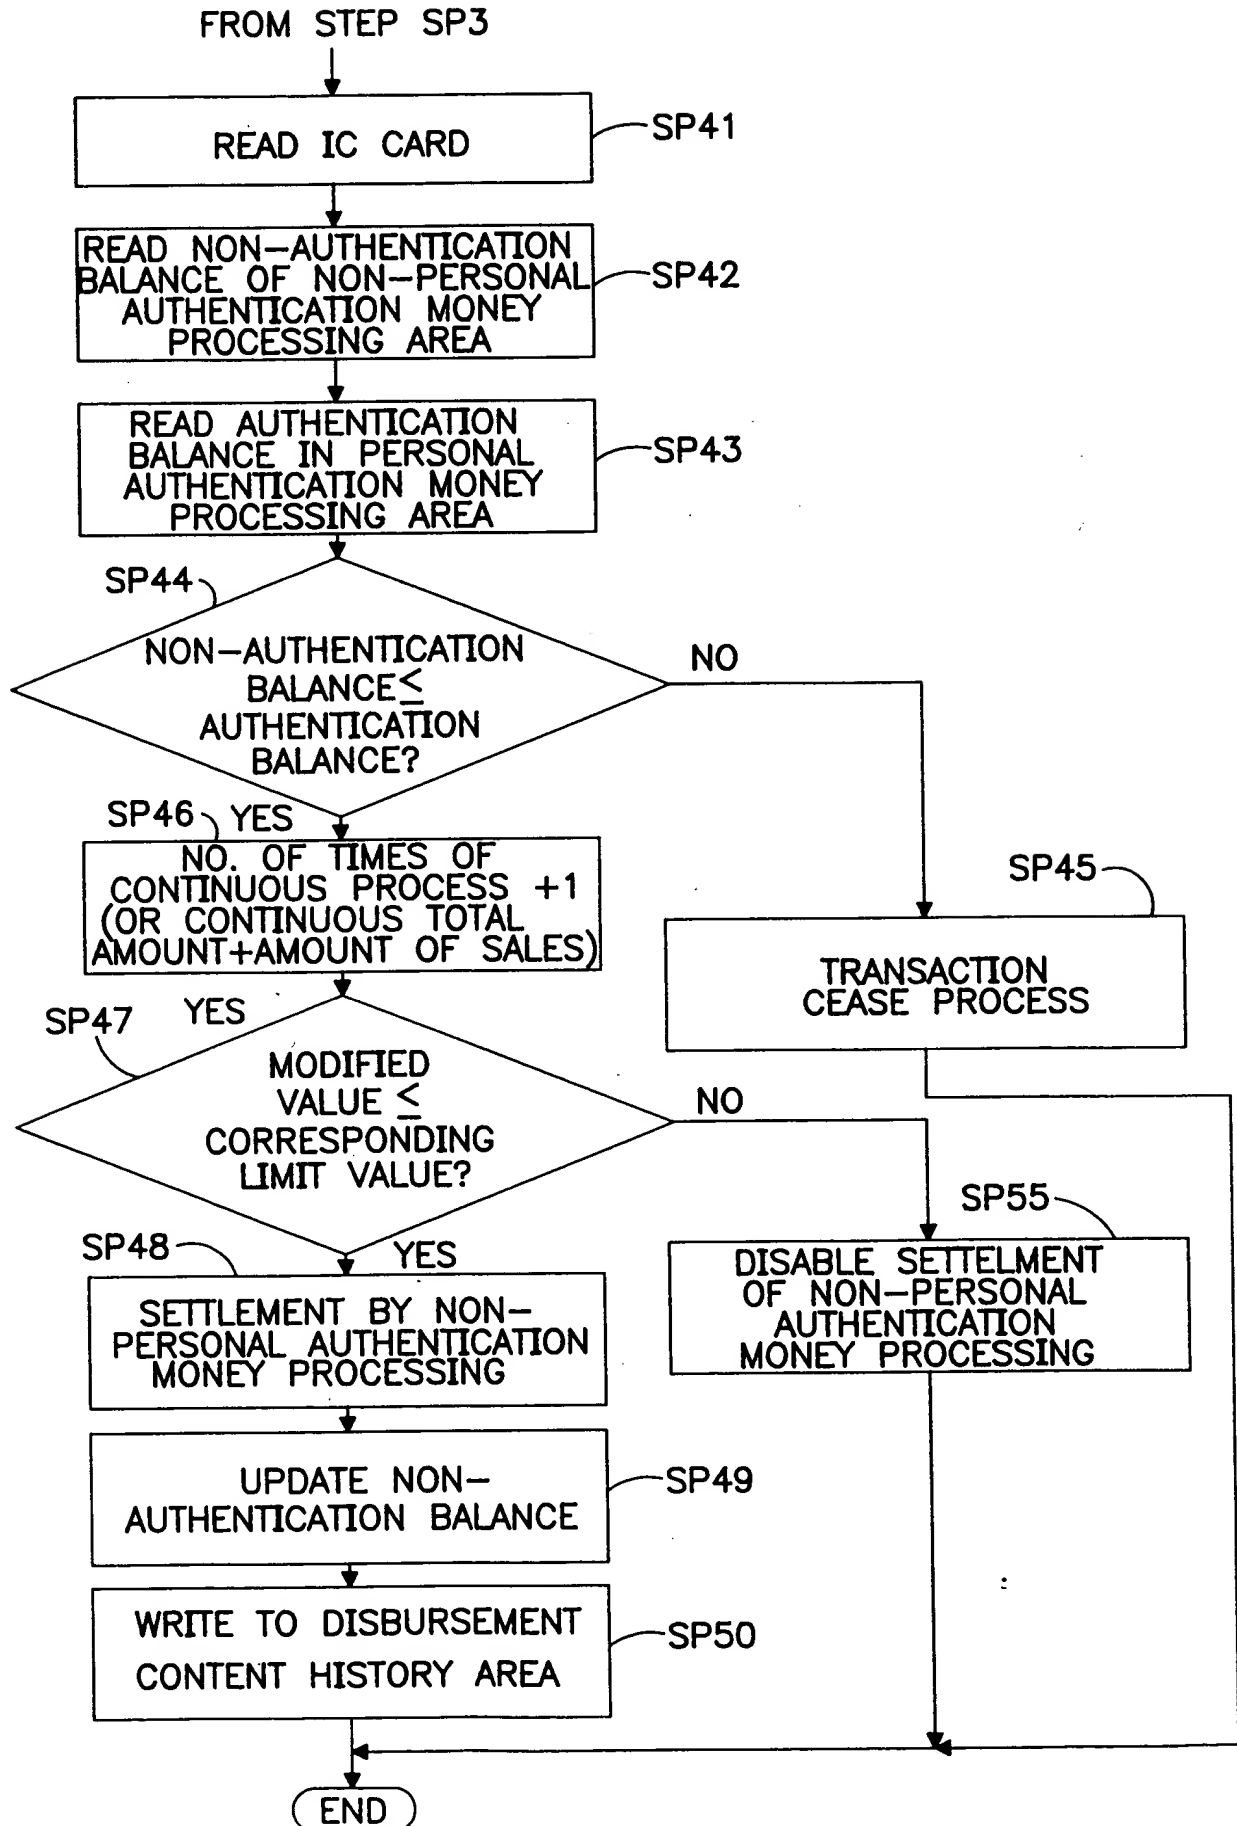 FROM STEP SP3
READ IC CARD
SP41
READ NON-AUTHENTICATION
BALANCE OF NON-PERSONAL
AUTHENTICATION MONEY
PROCESSING AREA
SP42
READ AUTHENTICATION
BALANCE IN PERSONAL
AUTHENTICATION MONEY
PROCESSING AREA
SP43
SP44
NON-AUTHENTICATION
BALANCE≤
AUTHENTICATION
BALANCE?
NO
SP46
YES
NO. OF TIMES OF
CONTINUOUS PROCESS +1
(OR CONTINUOUS TOTAL
AMOUNT+AMOUNT OF SALES)
SP45
TRANSACTION
CEASE PROCESS
SP47
YES
MODIFIED
VALUE ≤
CORRESPONDING
LIMIT VALUE?
NO
SP48
YES
SETTLEMENT BY NON-
PERSONAL AUTHENTICATION
MONEY PROCESSING
SP55
DISABLE SETTELMENT
OF NON-PERSONAL
AUTHENTICATION
MONEY PROCESSING
UPDATE NON-
AUTHENTICATION BALANCE
SP49
WRITE TO DISBURSEMENT
CONTENT HISTORY AREA
SP50
END